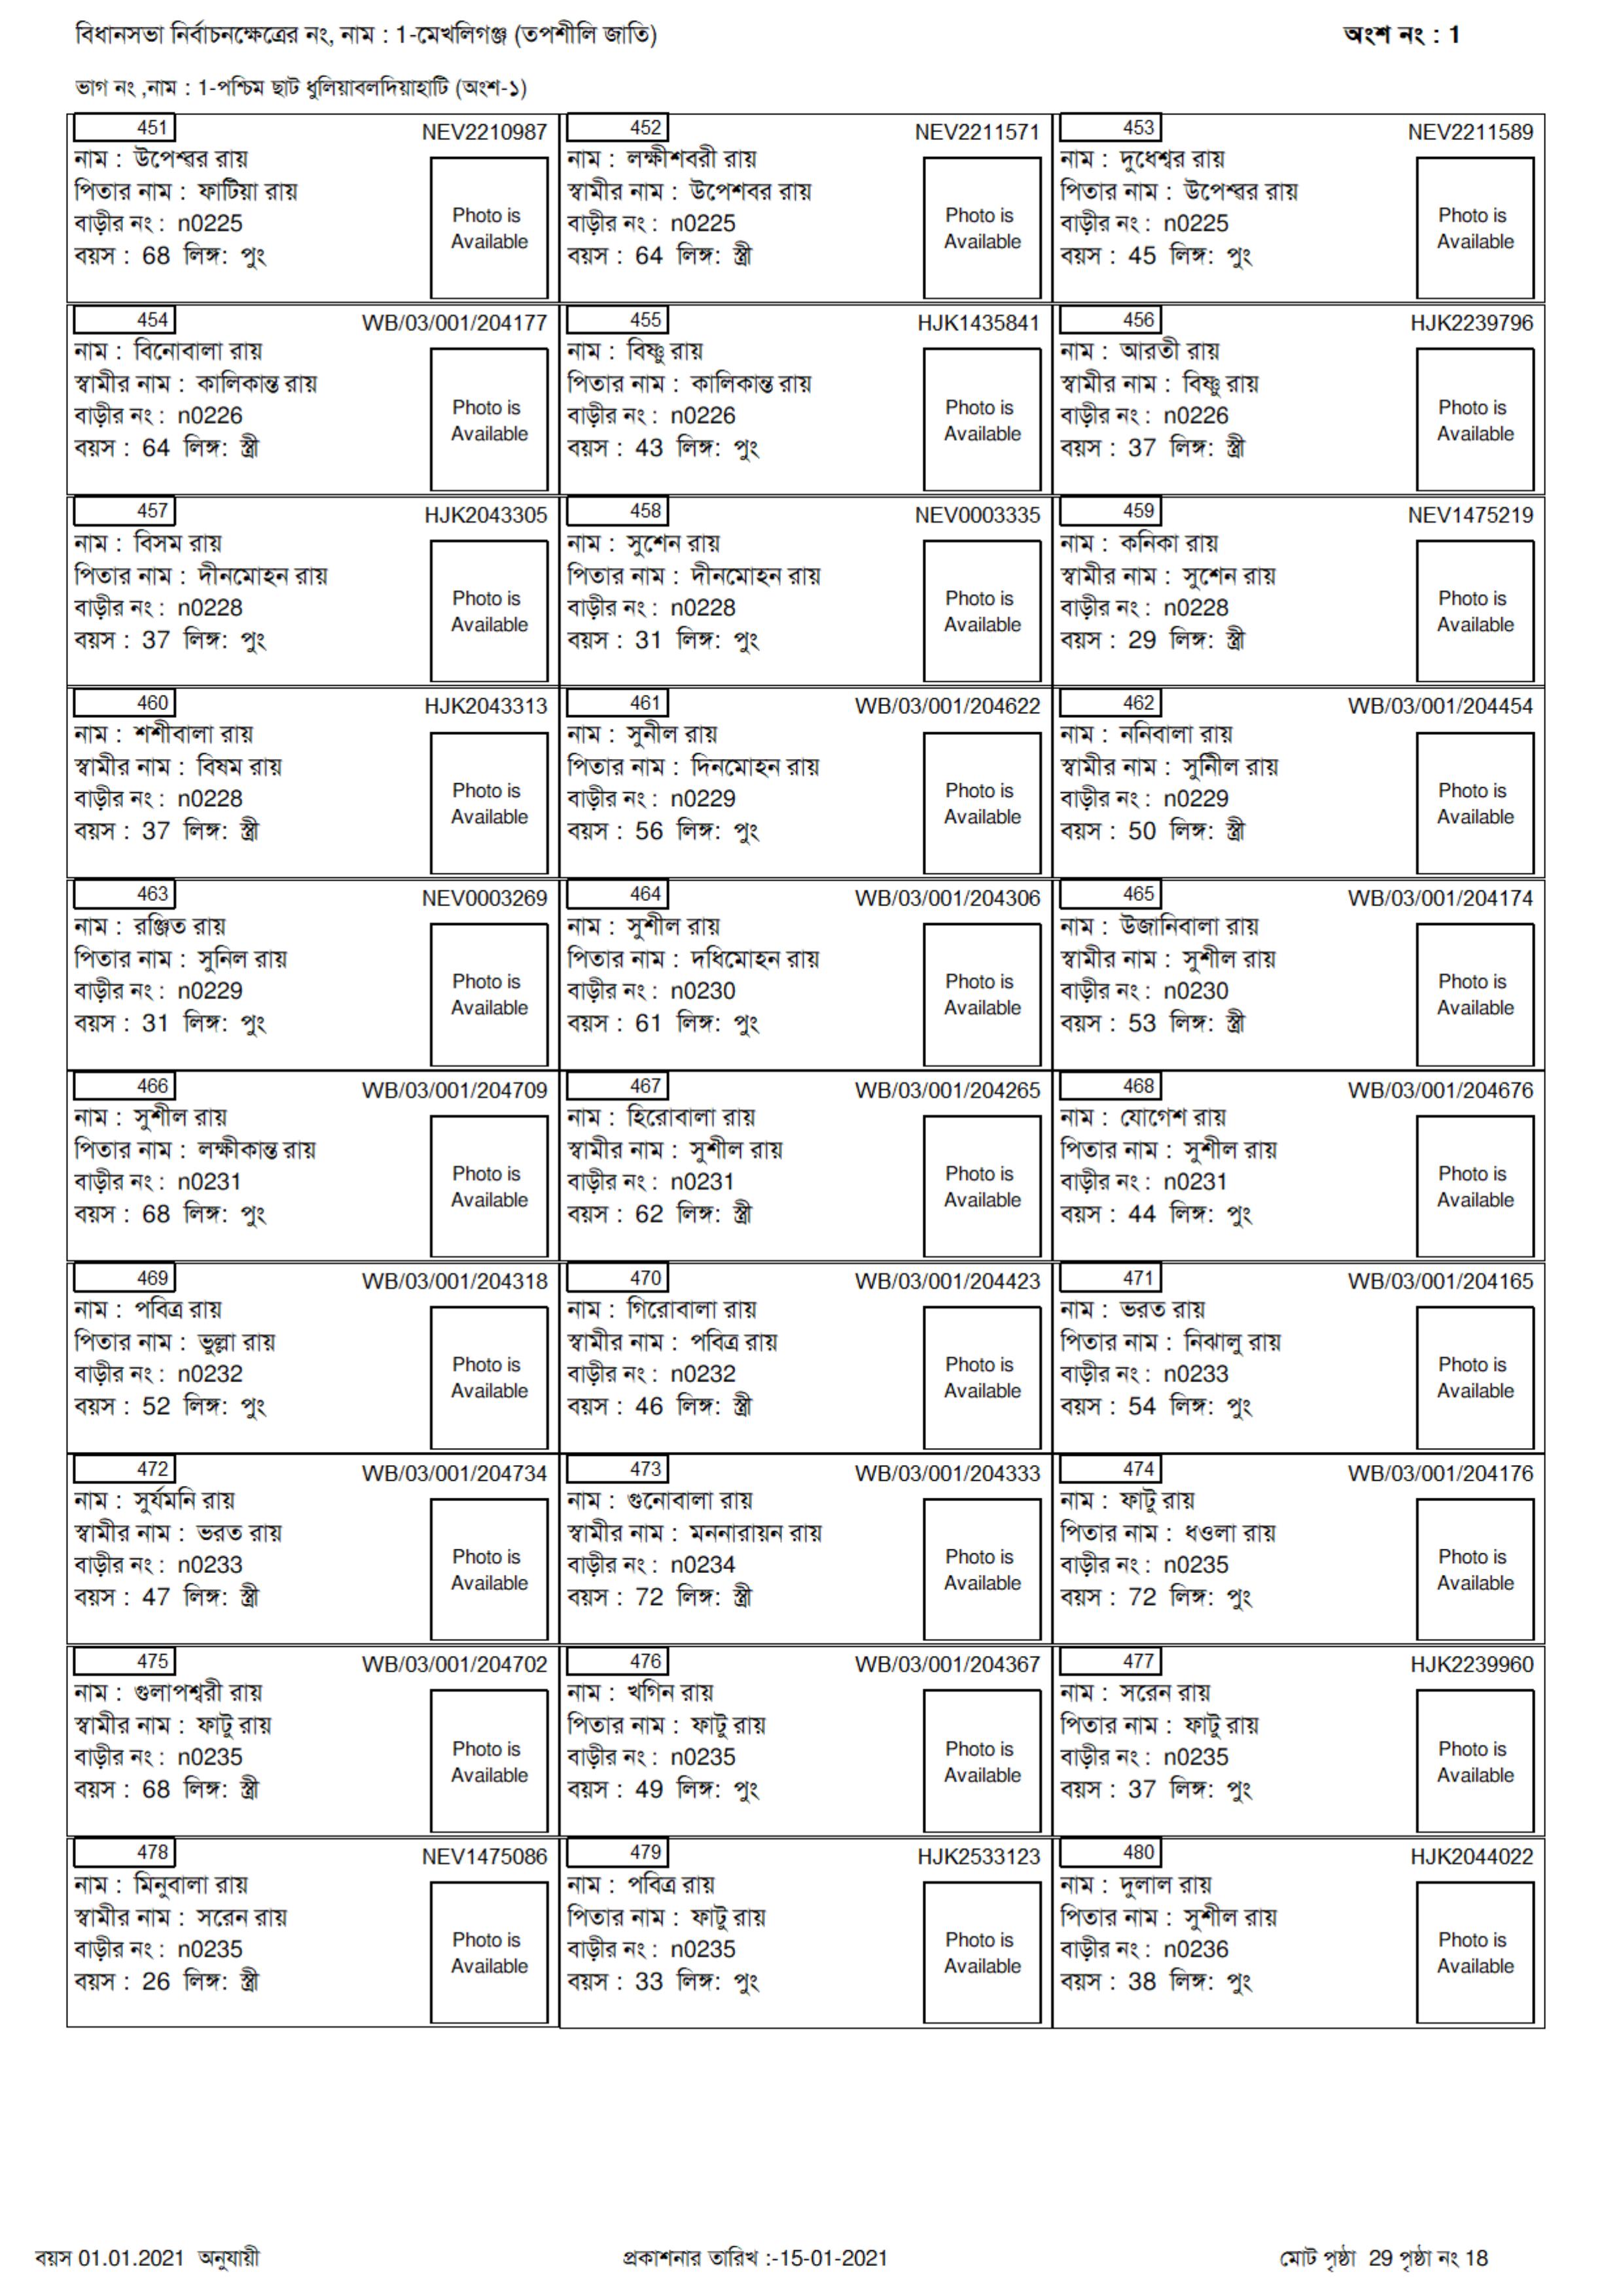 বিধানসভা নির্বাচনক্ষেত্রের নং, নাম : 1-মেখলিগঞ্জ (তপশীলি জাতি)
অংশ নং : 1
ভাগ নং ,নাম : 1-পশ্চিম ছাট ধুলিয়াবলদিয়াহাটি (অংশ-১)
451 NEV2210987
নাম : উপেশ্বর রায়
পিতার নাম : ফাটিয়া রায়
বাড়ীর নং : n0225
বয়স : 68 লিঙ্গ: পুং
Photo is
Available
452 NEV2211571
নাম : লক্ষীশবরী রায়
স্বামীর নাম : উপেশবর রায়
বাড়ীর নং : n0225
বয়স : 64 লিঙ্গ: স্ত্রী
Photo is
Available
453 NEV2211589
নাম : দুধেশ্বর রায়
পিতার নাম : উপেশ্বর রায়
বাড়ীর নং : n0225
বয়স : 45 লিঙ্গ: পুং
Photo is
Available
454 WB/03/001/204177
নাম : বিনোবালা রায়
স্বামীর নাম : কালিকান্ত রায়
বাড়ীর নং : n0226
বয়স : 64 লিঙ্গ: স্ত্রী
Photo is
Available
455 HJK1435841
নাম : বিষ্ণু রায়
পিতার নাম : কালিকান্ত রায়
বাড়ীর নং : n0226
বয়স : 43 লিঙ্গ: পুং
Photo is
Available
456 HJK2239796
নাম : আরতী রায়
স্বামীর নাম : বিষ্ণু রায়
বাড়ীর নং : n0226
বয়স : 37 লিঙ্গ: স্ত্রী
Photo is
Available
457 HJK2043305
নাম : বিসম রায়
পিতার নাম : দীনমোহন রায়
বাড়ীর নং : n0228
বয়স : 37 লিঙ্গ: পুং
Photo is
Available
458 NEV0003335
নাম : সুশেন রায়
পিতার নাম : দীনমোহন রায়
বাড়ীর নং : n0228
বয়স : 31 লিঙ্গ: পুং
Photo is
Available
459 NEV1475219
নাম : কনিকা রায়
স্বামীর নাম : সুশেন রায়
বাড়ীর নং : n0228
বয়স : 29 লিঙ্গ: স্ত্রী
Photo is
Available
460 HJK2043313
নাম : শশীবালা রায়
স্বামীর নাম : বিষম রায়
বাড়ীর নং : n0228
বয়স : 37 লিঙ্গ: স্ত্রী
Photo is
Available
461 WB/03/001/204622
নাম : সুনীল রায়
পিতার নাম : দিনমোহন রায়
বাড়ীর নং : n0229
বয়স : 56 লিঙ্গ: পুং
Photo is
Available
462 WB/03/001/204454
নাম : ননিবালা রায়
স্বামীর নাম : সুনিীল রায়
বাড়ীর নং : n0229
বয়স : 50 লিঙ্গ: স্ত্রী
Photo is
Available
463 NEV0003269
নাম : রঞ্জিত রায়
পিতার নাম : সুনিল রায়
বাড়ীর নং : n0229
বয়স : 31 লিঙ্গ: পুং
Photo is
Available
464 WB/03/001/204306
নাম : সুশীল রায়
পিতার নাম : দধিমোহন রায়
বাড়ীর নং : n0230
বয়স : 61 লিঙ্গ: পুং
Photo is
Available
465 WB/03/001/204174
নাম : উজানিবালা রায়
স্বামীর নাম : সুশীল রায়
বাড়ীর নং : n0230
বয়স : 53 লিঙ্গ: স্ত্রী
Photo is
Available
466 WB/03/001/204709
নাম : সুশীল রায়
পিতার নাম : লক্ষীকান্ত রায়
বাড়ীর নং : n0231
বয়স : 68 লিঙ্গ: পুং
Photo is
Available
467 WB/03/001/204265
নাম : হিরোবালা রায়
স্বামীর নাম : সুশীল রায়
বাড়ীর নং : n0231
বয়স : 62 লিঙ্গ: স্ত্রী
Photo is
Available
468 WB/03/001/204676
নাম : যোগেশ রায়
পিতার নাম : সুশীল রায়
বাড়ীর নং : n0231
বয়স : 44 লিঙ্গ: পুং
Photo is
Available
469 WB/03/001/204318
নাম : পবিত্র রায়
পিতার নাম : ভুল্লা রায়
বাড়ীর নং : n0232
বয়স : 52 লিঙ্গ: পুং
Photo is
Available
470 WB/03/001/204423
নাম : গিরোবালা রায়
স্বামীর নাম : পবিত্র রায়
বাড়ীর নং : n0232
বয়স : 46 লিঙ্গ: স্ত্রী
Photo is
Available
471 WB/03/001/204165
নাম : ভরত রায়
পিতার নাম : নিঝালু রায়
বাড়ীর নং : n0233
বয়স : 54 লিঙ্গ: পুং
Photo is
Available
472 WB/03/001/204734
নাম : সুর্যমনি রায়
স্বামীর নাম : ভরত রায়
বাড়ীর নং : n0233
বয়স : 47 লিঙ্গ: স্ত্রী
Photo is
Available
473 WB/03/001/204333
নাম : গুনোবালা রায়
স্বামীর নাম : মননারায়ন রায়
বাড়ীর নং : n0234
বয়স : 72 লিঙ্গ: স্ত্রী
Photo is
Available
474 WB/03/001/204176
নাম : ফাটু রায়
পিতার নাম : ধওলা রায়
বাড়ীর নং : n0235
বয়স : 72 লিঙ্গ: পুং
Photo is
Available
475 WB/03/001/204702
নাম : গুলাপশ্বরী রায়
স্বামীর নাম : ফাটু রায়
বাড়ীর নং : n0235
বয়স : 68 লিঙ্গ: স্ত্রী
Photo is
Available
476 WB/03/001/204367
নাম : খগিন রায়
পিতার নাম : ফাটু রায়
বাড়ীর নং : n0235
বয়স : 49 লিঙ্গ: পুং
Photo is
Available
477 HJK2239960
নাম : সরেন রায়
পিতার নাম : ফাটু রায়
বাড়ীর নং : n0235
বয়স : 37 লিঙ্গ: পুং
Photo is
Available
478 NEV1475086
নাম : মিনুবালা রায়
স্বামীর নাম : সরেন রায়
বাড়ীর নং : n0235
বয়স : 26 লিঙ্গ: স্ত্রী
Photo is
Available
479 HJK2533123
নাম : পবিত্র রায়
পিতার নাম : ফাটু রায়
বাড়ীর নং : n0235
বয়স : 33 লিঙ্গ: পুং
Photo is
Available
480 HJK2044022
নাম : দুলাল রায়
পিতার নাম : সুশীল রায়
বাড়ীর নং : n0236
বয়স : 38 লিঙ্গ: পুং
Photo is
Available
বয়স 01.01.2021 অনুযায়ী
প্রকাশনার তারিখ :-15-01-2021
মোট পৃষ্ঠা 29 পৃষ্ঠা নং 18